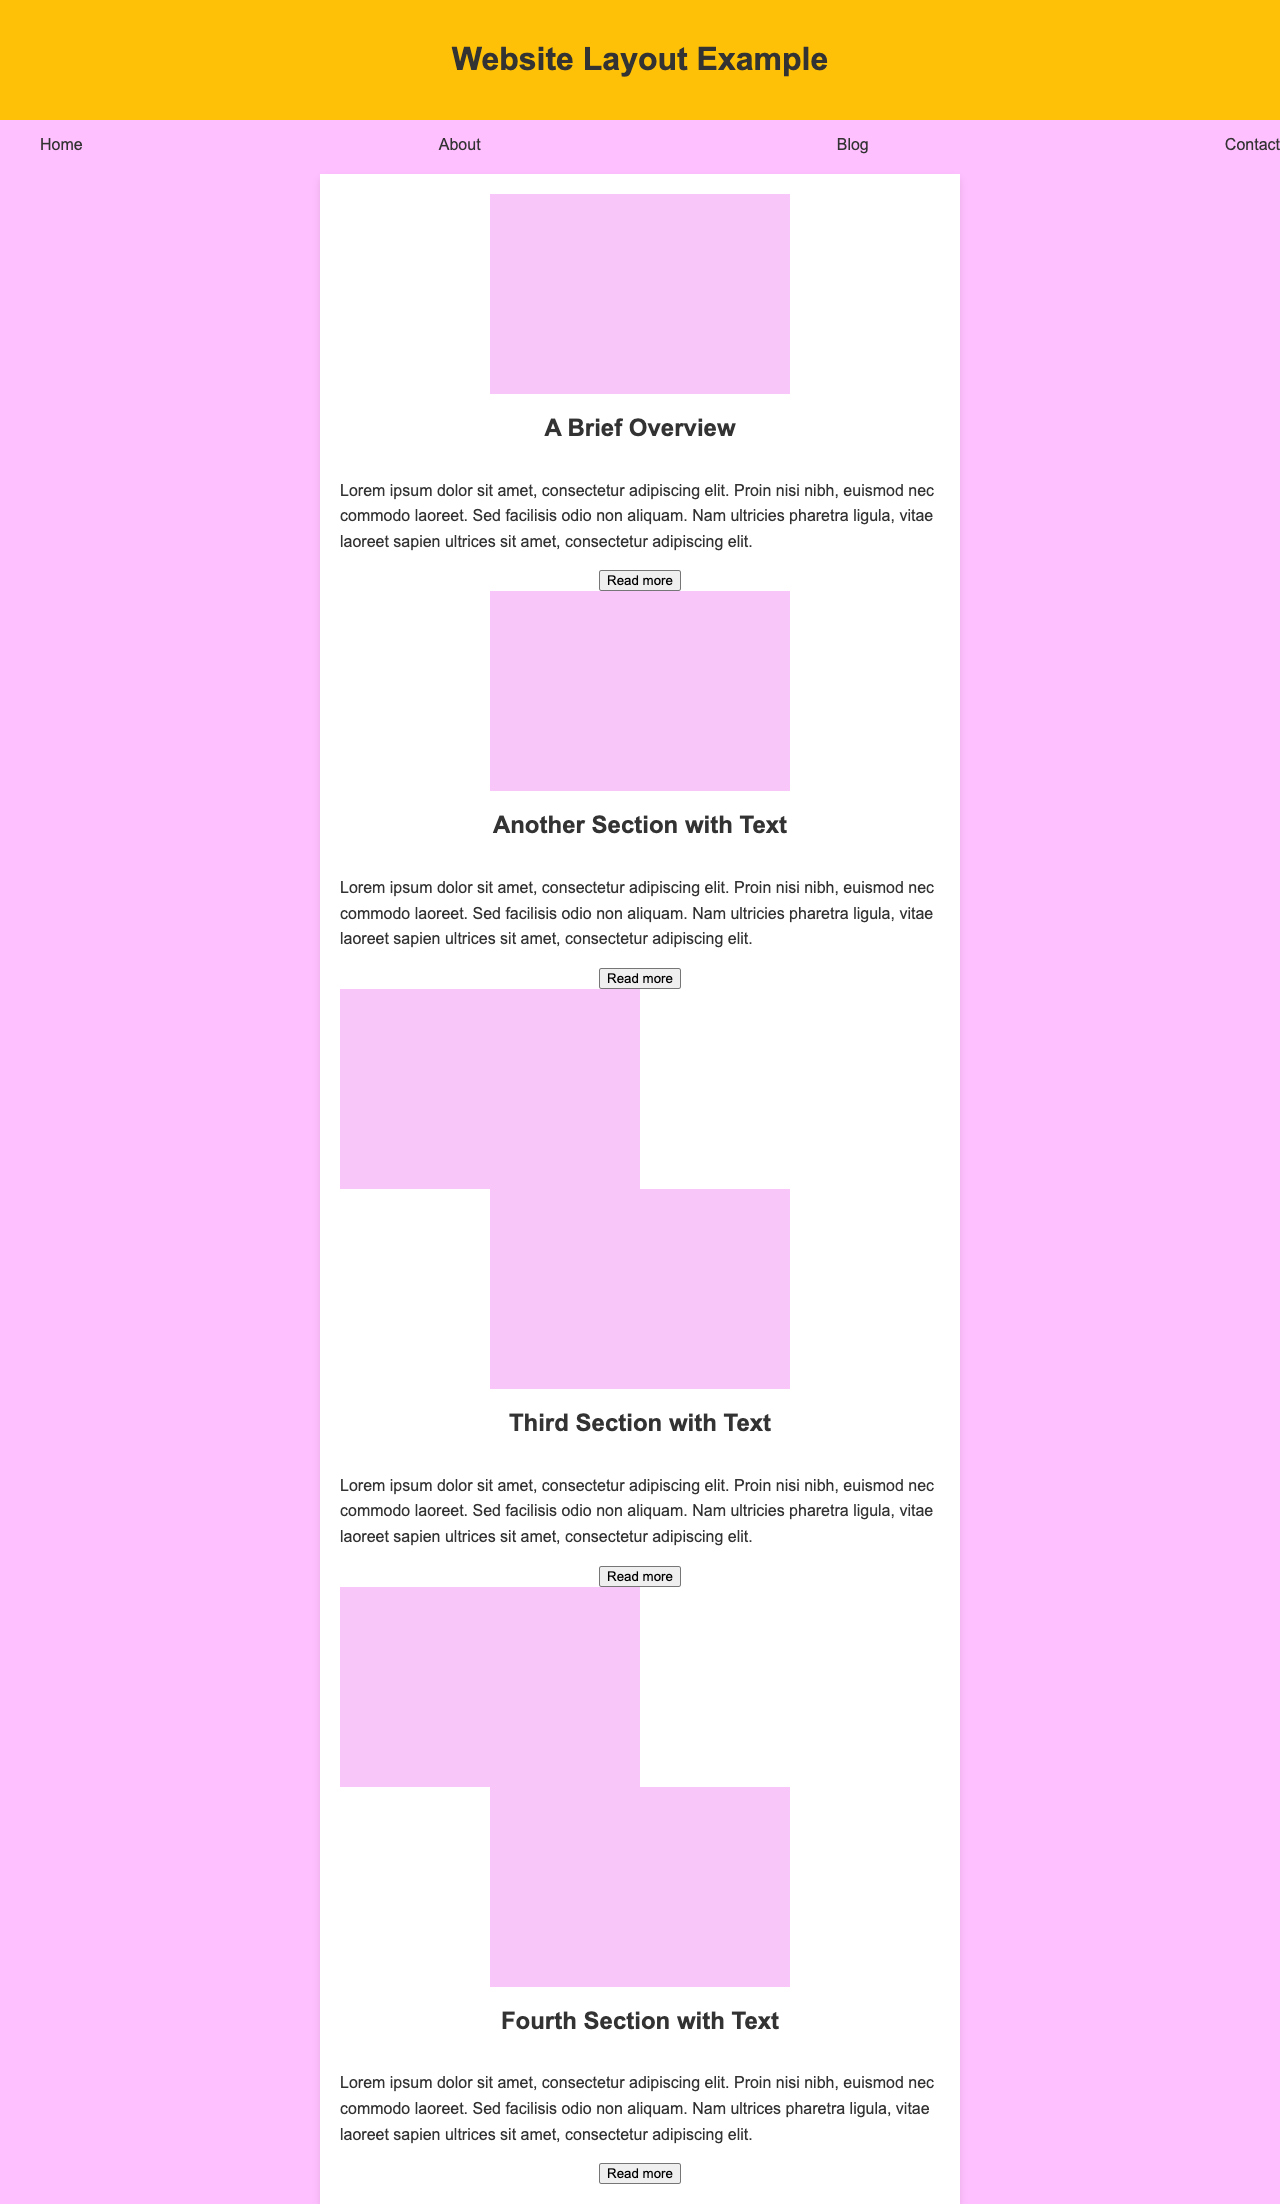 Website Layout Example
Home About Blog Contact
A Brief Overview
Lorem ipsum dolor sit amet, consectetur adipiscing elit. Proin nisi nibh, euismod nec
commodo laoreet. Sed facilisis odio non aliquam. Nam ultricies pharetra ligula, vitae
laoreet sapien ultrices sit amet, consectetur adipiscing elit.
Read more
Another Section with Text
Lorem ipsum dolor sit amet, consectetur adipiscing elit. Proin nisi nibh, euismod nec
commodo laoreet. Sed facilisis odio non aliquam. Nam ultricies pharetra ligula, vitae
laoreet sapien ultrices sit amet, consectetur adipiscing elit.
Read more
Third Section with Text
Lorem ipsum dolor sit amet, consectetur adipiscing elit. Proin nisi nibh, euismod nec
commodo laoreet. Sed facilisis odio non aliquam. Nam ultricies pharetra ligula, vitae
laoreet sapien ultrices sit amet, consectetur adipiscing elit.
Read more
Fourth Section with Text
Lorem ipsum dolor sit amet, consectetur adipiscing elit. Proin nisi nibh, euismod nec
commodo laoreet. Sed facilisis odio non aliquam. Nam ultrices pharetra ligula, vitae
laoreet sapien ultrices sit amet, consectetur adipiscing elit.
Read more